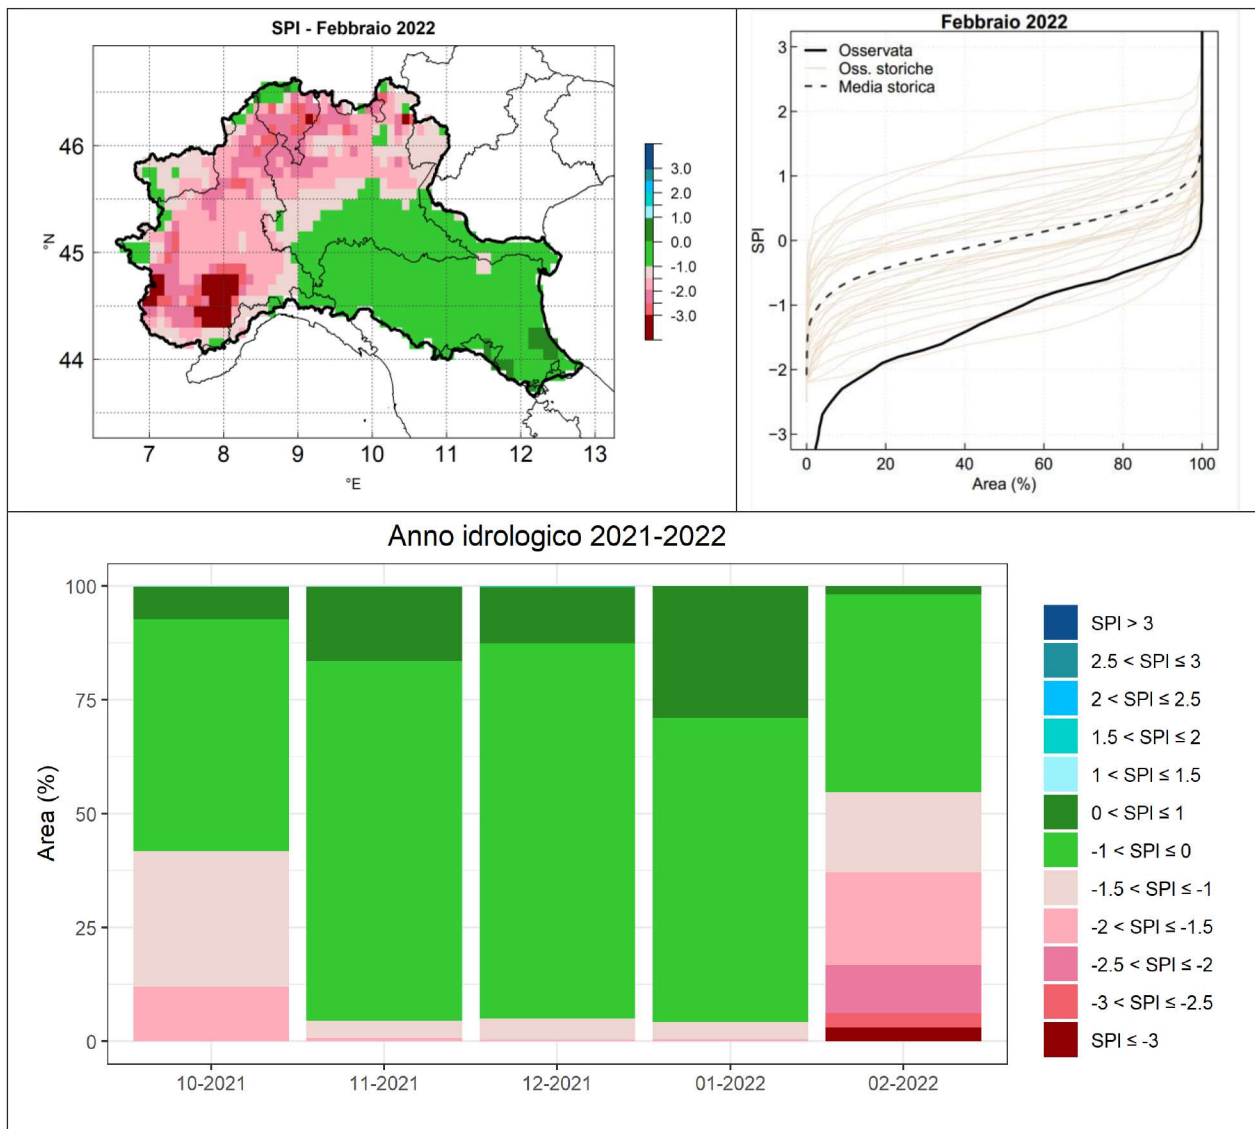 SPI - Febbraio 2022
46
45
44
°N
7 8 9 10 11 12 13
°E
3.0
2.0
1.0
0.0
-1.0
-2.0
-3.0
Febbraio 2022
Osservata
Oss. storiche
Media storica
3
2
1
0
−1
−2
−3
SPI
0 20 40 60 80 100
Area (%)
Anno idrologico 2021-2022
100
75
50
25
0
Area (%)
10-2021 11-2021 12-2021 01-2022 02-2022
SPI > 3
2.5 < SPI ≤ 3
2 < SPI ≤ 2.5
1.5 < SPI ≤ 2
1 < SPI ≤ 1.5
0 < SPI ≤ 1
-1 < SPI ≤ 0
-1.5 < SPI ≤ -1
-2 < SPI ≤ -1.5
-2.5 < SPI ≤ -2
-3 < SPI ≤ -2.5
SPI ≤ -3